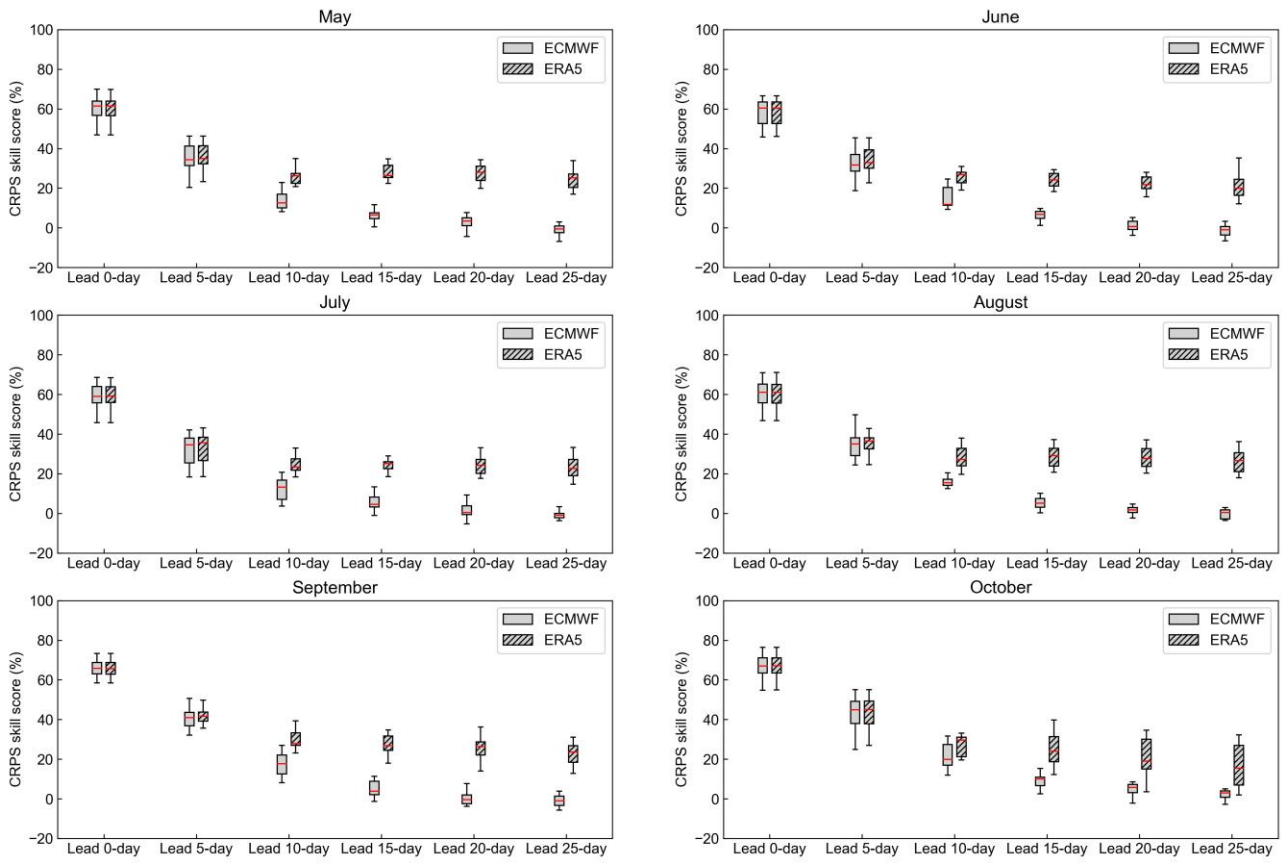 May
CRPS skill score (%)
100
80
60
40
20
0
−20
ECMWF
ERA5
Lead 0-day Lead 5-day Lead 10-day Lead 15-day Lead 20-day Lead 25-day
June
CRPS skill score (%)
100
80
60
40
20
0
−20
ECMWF
ERA5
Lead 0-day Lead 5-day Lead 10-day Lead 15-day Lead 20-day Lead 25-day
July
CRPS skill score (%)
100
80
60
40
20
0
−20
ECMWF
ERA5
Lead 0-day Lead 5-day Lead 10-day Lead 15-day Lead 20-day Lead 25-day
August
CRPS skill score (%)
100
80
60
40
20
0
−20
ECMWF
ERA5
Lead 0-day Lead 5-day Lead 10-day Lead 15-day Lead 20-day Lead 25-day
September
CRPS skill score (%)
100
80
60
40
20
0
−20
ECMWF
ERA5
Lead 0-day Lead 5-day Lead 10-day Lead 15-day Lead 20-day Lead 25-day
October
CRPS skill score (%)
100
80
60
40
20
0
−20
ECMWF
ERA5
Lead 0-day Lead 5-day Lead 10-day Lead 15-day Lead 20-day Lead 25-day